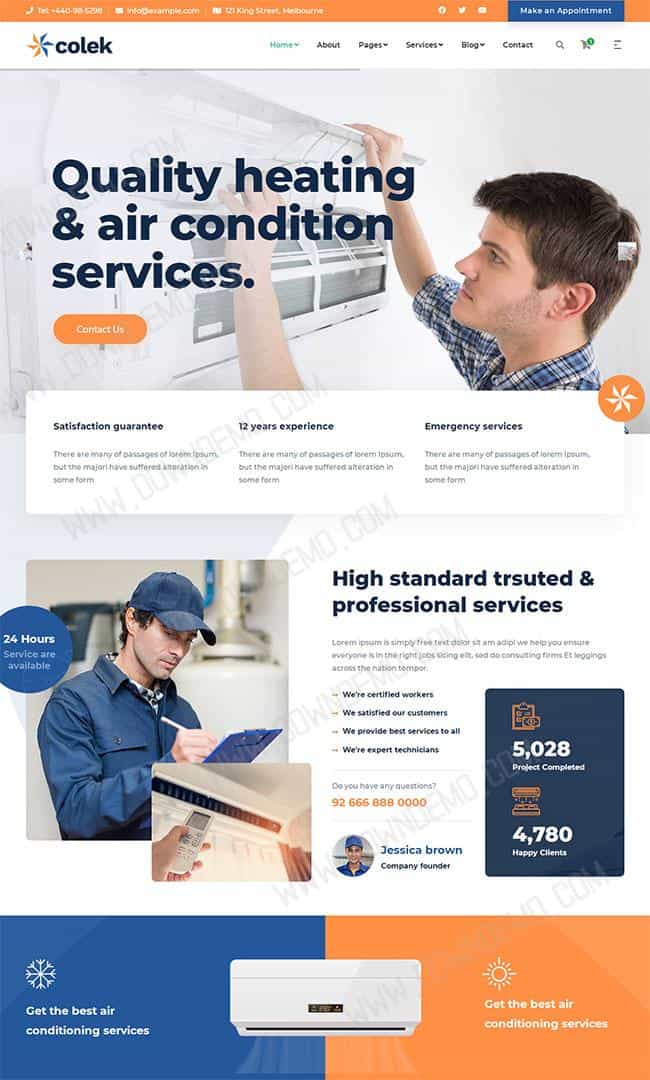 Tel: +440-98-5298
info@example.com
121 King Street, Melbourne
Make an Appointment
colek
Home
About
Pages
Services
Blog
Contact
1
Quality heating
& air condition
services.
Contact Us
Satisfaction guarantee
There are many of passages of lorem Ipsum,
but the majori have suffered alteration in
some form
12 years experience
There are many of passages of lorem Ipsum,
but the majori have suffered alteration in
some form
Emergency services
There are many of passages of lorem Ipsum,
but the majori have suffered alteration in
some form
24 Hours
Service are
available
High standard trsuted &
professional services
Lorem ipsum is simply free text dolor sit am adipi we help you ensure
everyone is in the right jobs sicing elit, sed do consulting firms Et leggings
across the nation tempor.
We're certified workers
We satisfied our customers
We provide best services to all
We're expert technicians
Do you have any questions?
92 666 888 0000
Jessica brown
Company founder
5,028
Project Completed
4,780
Happy Clients
Get the best air
conditioning services
Get the best air
conditioning services
WWW.DOWNDEMO.COM